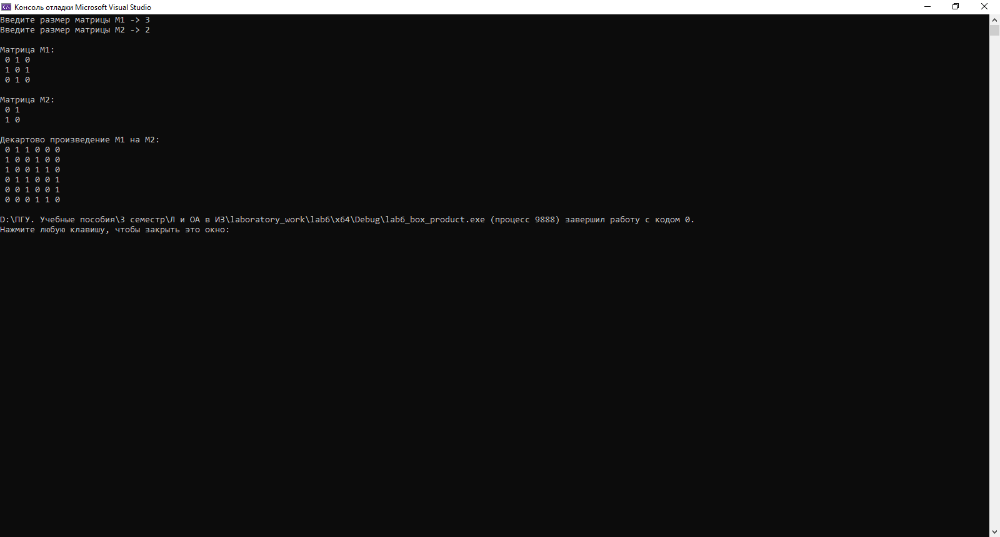 Консоль отладки Microsoft Visual Studio
Введите размер матрицы M1 -> 3
Введите размер матрицы M2 -> 2
Матрица M1:
0 1 0
1 0 1
0 1 0
Матрица M2:
0 1
1 0
Декартово произведение M1 на M2:
0 1 1 0 0 0
1 0 0 1 0 0
1 0 0 1 1 0
0 1 1 0 0 1
0 0 1 0 0 1
0 0 0 1 1 0
D:\ПГУ. Учебные пособия\3 семестр\Л и ОА в ИЗ\laboratory_work\lab6\x64\Debug\lab6_box_product.exe (процесс 9888) завершил работу с кодом 0.
Нажмите любую клавишу, чтобы закрыть это окно: